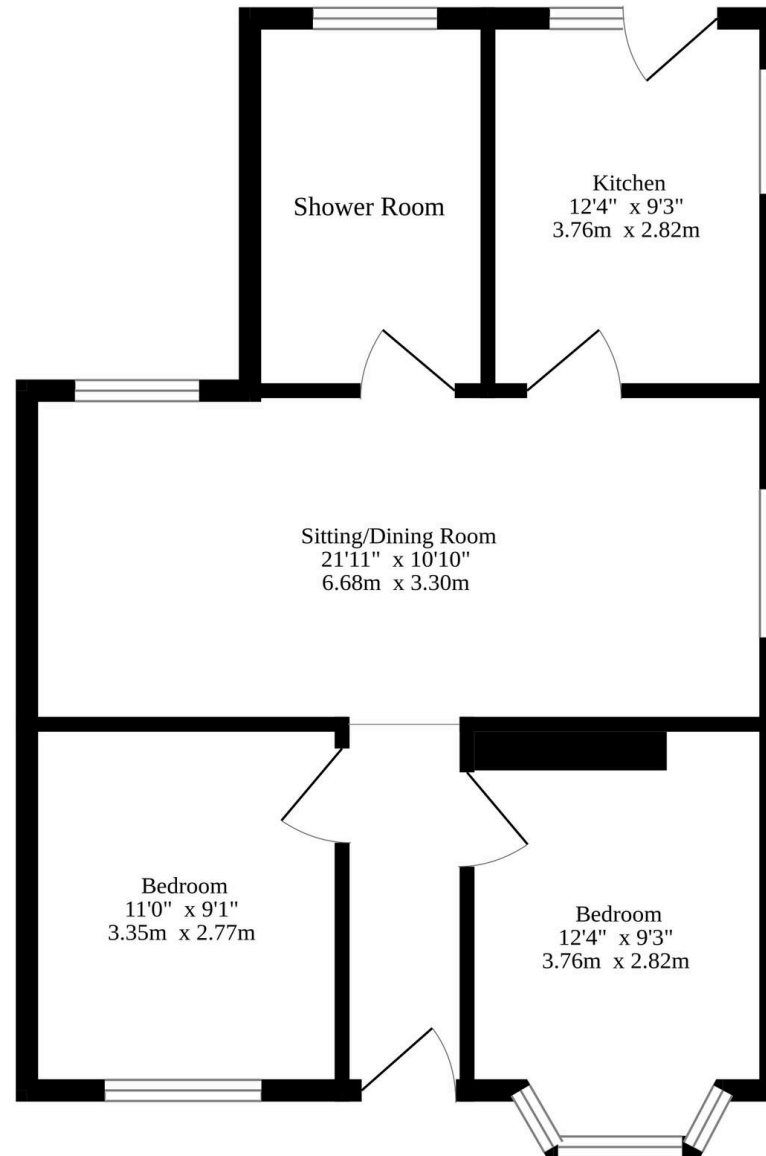 Shower Room
Kitchen
12'4" x 9'3"
3.76m x 2.82m
Sitting/Dining Room
21'11" x 10'10"
6.68m x 3.30m
Bedroom
11'0" x 9'1"
3.35m x 2.77m
Bedroom
12'4" x 9'3"
3.76m x 2.82m